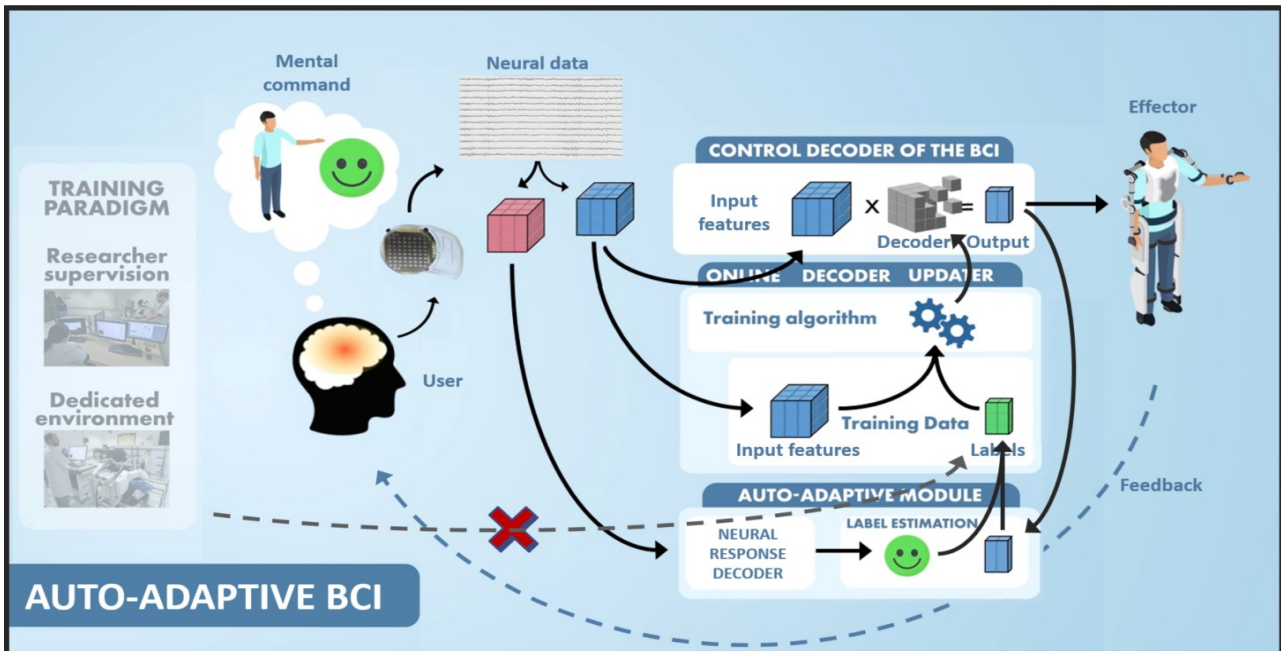 Mental
command
Neural data
Effector
TRAINING
PARADIGM
Researcher
supervision
Dedicated
environment
User
CONTROL DECODER OF THE BCI
Input
features
x
=
Decoder
Output
ONLINE DECODER UPDATER
Training algorithm
Training Data
Input features
Labels
AUTO-ADAPTIVE MODULE
NEURAL
RESPONSE
DECODER
LABEL ESTIMATION
Feedback
AUTO-ADAPTIVE BCI